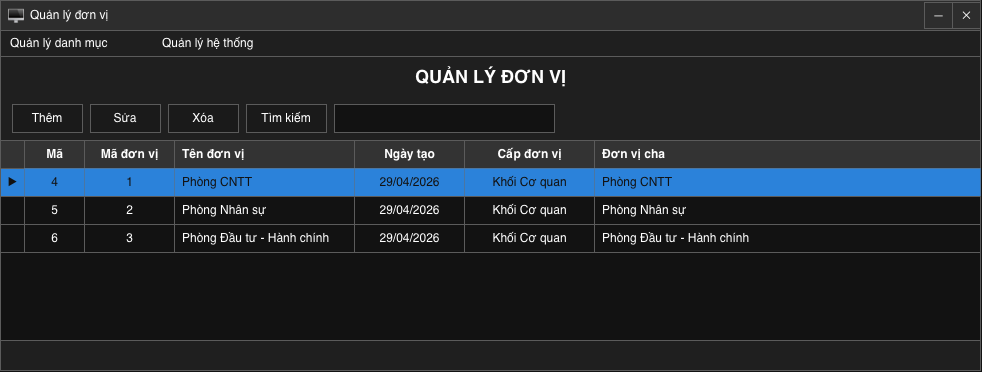 Quản lý đơn vị
Quản lý danh mục Quản lý hệ thống
QUẢN LÝ ĐƠN VỊ
Thêm Sửa Xóa Tìm kiếm
Mã Mã đơn vị Tên đơn vị Ngày tạo Cấp đơn vị Đơn vị cha
4 1 Phòng CNTT 29/04/2026 Khối Cơ quan Phòng CNTT
5 2 Phòng Nhân sự 29/04/2026 Khối Cơ quan Phòng Nhân sự
6 3 Phòng Đầu tư - Hành chính 29/04/2026 Khối Cơ quan Phòng Đầu tư - Hành chính